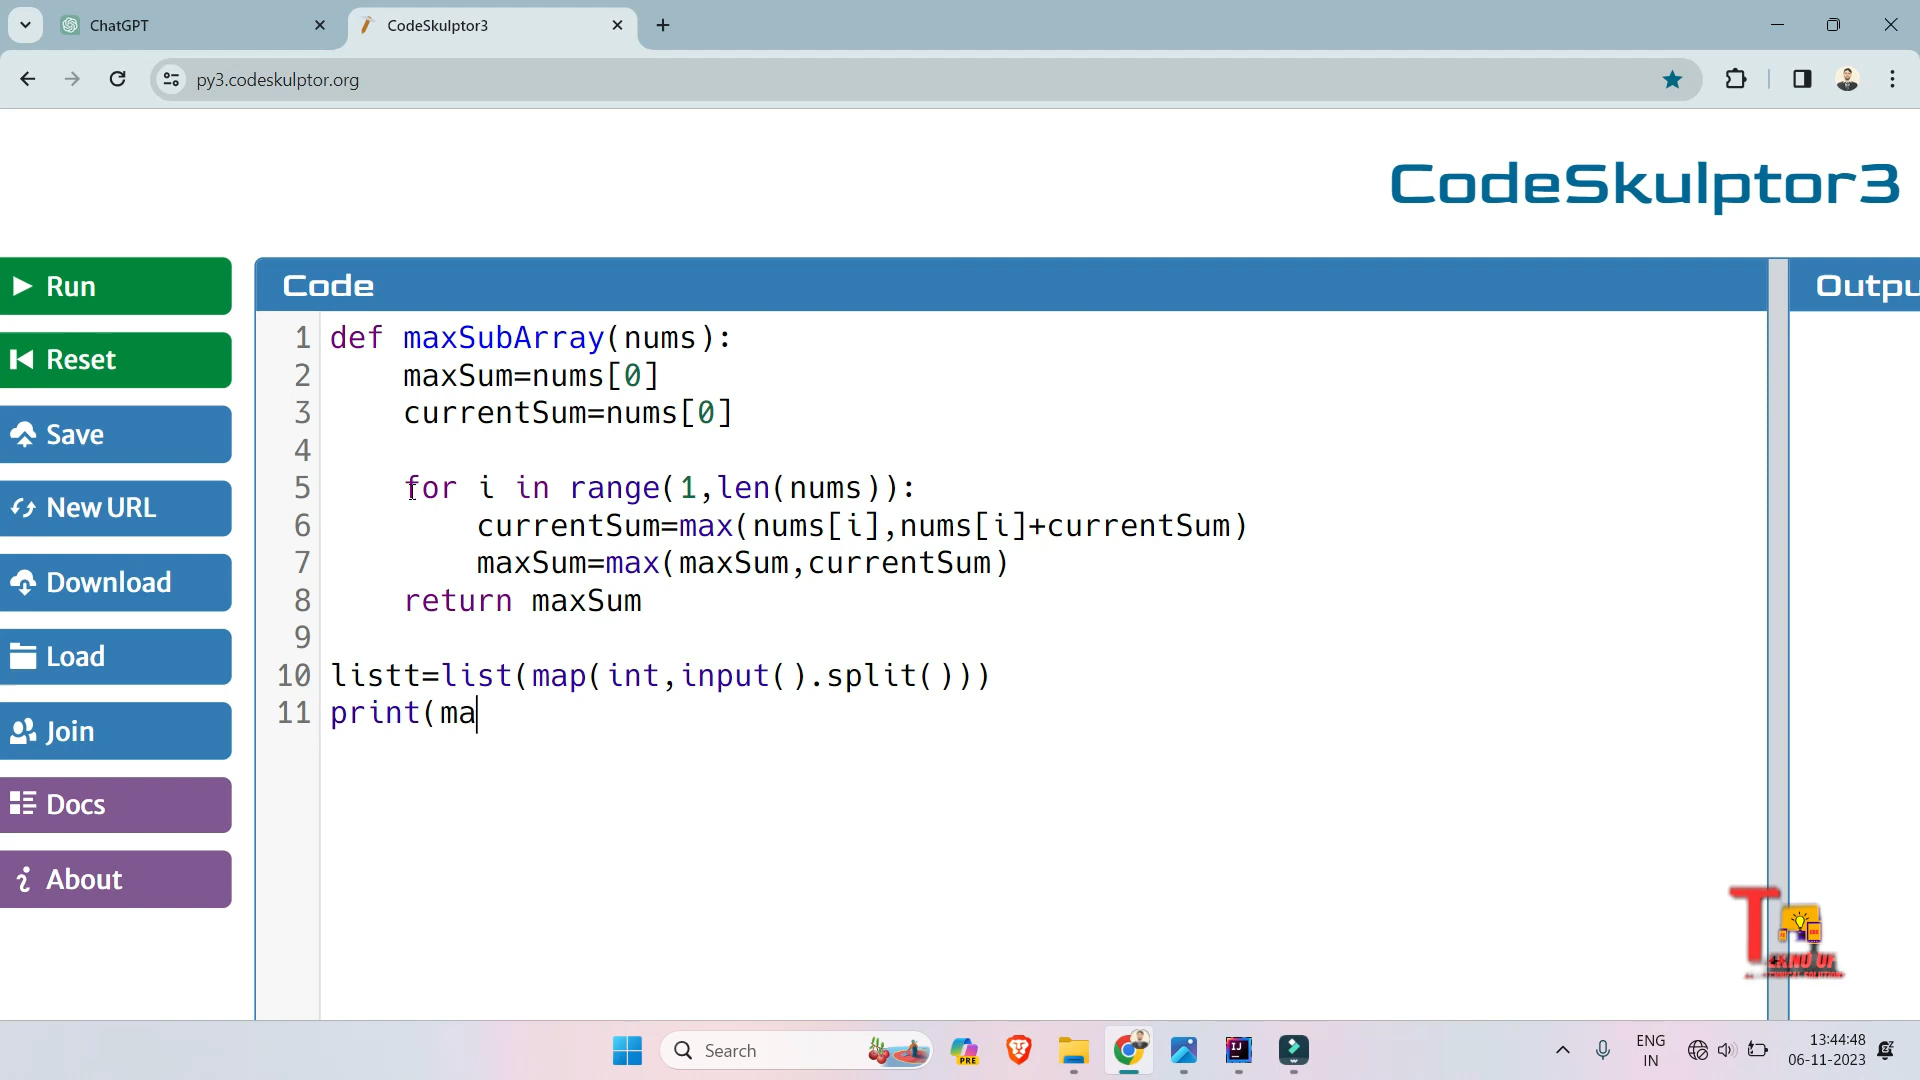 ChatGPT
CodeSkulptor3
py3.codeskulptor.org
CodeSkulptor3
Run
Reset
Save
New URL
Download
Load
Join
Docs
About
Code
Outpu
1 def maxSubArray(nums):
2 maxSum=nums[0]
3 currentSum=nums[0]
4
5 for i in range(1,len(nums)):
6 currentSum=max(nums[i],nums[i]+currentSum)
7 maxSum=max(maxSum,currentSum)
8 return maxSum
9
10 listt=list(map(int,input().split()))
11 print(ma
Search
PRE
IJ
ENG
IN
13:44:48
06-11-2023